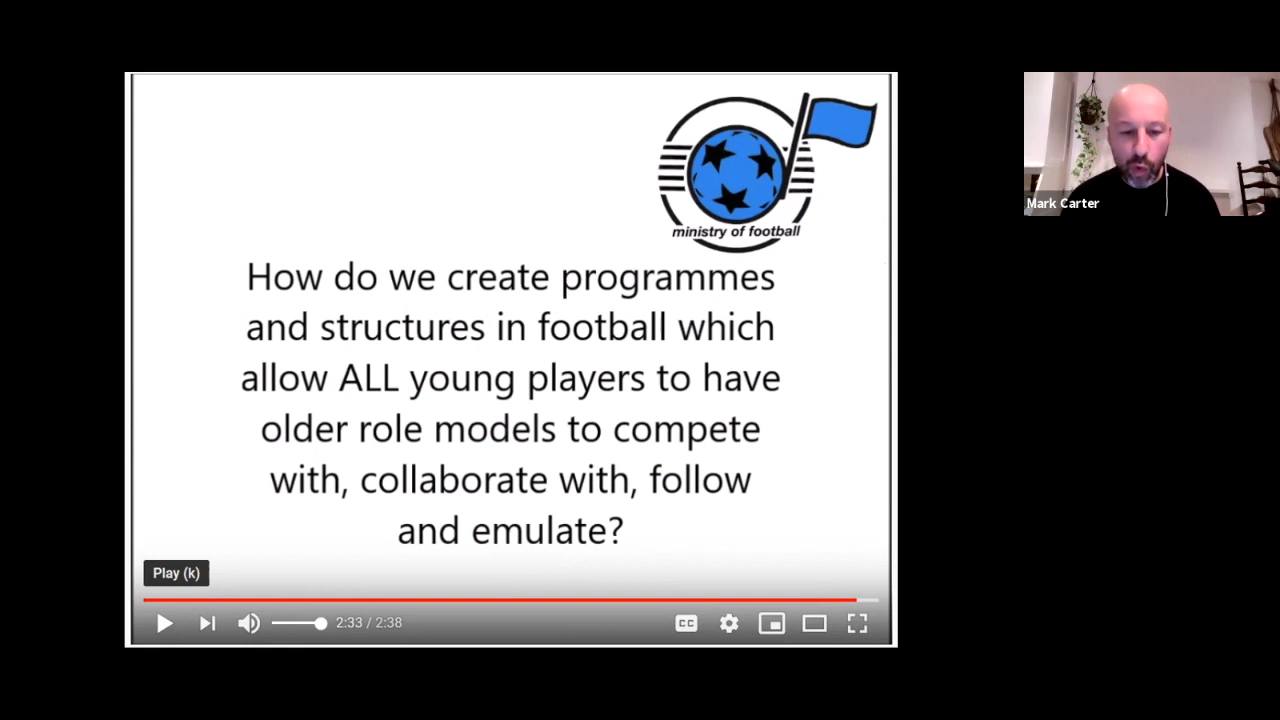 ministry of football
How do we create programmes
and structures in football which
allow ALL young players to have
older role models to compete
with, collaborate with, follow
and emulate?
Play (k)
2:33 / 2:38
CC
Mark Carter